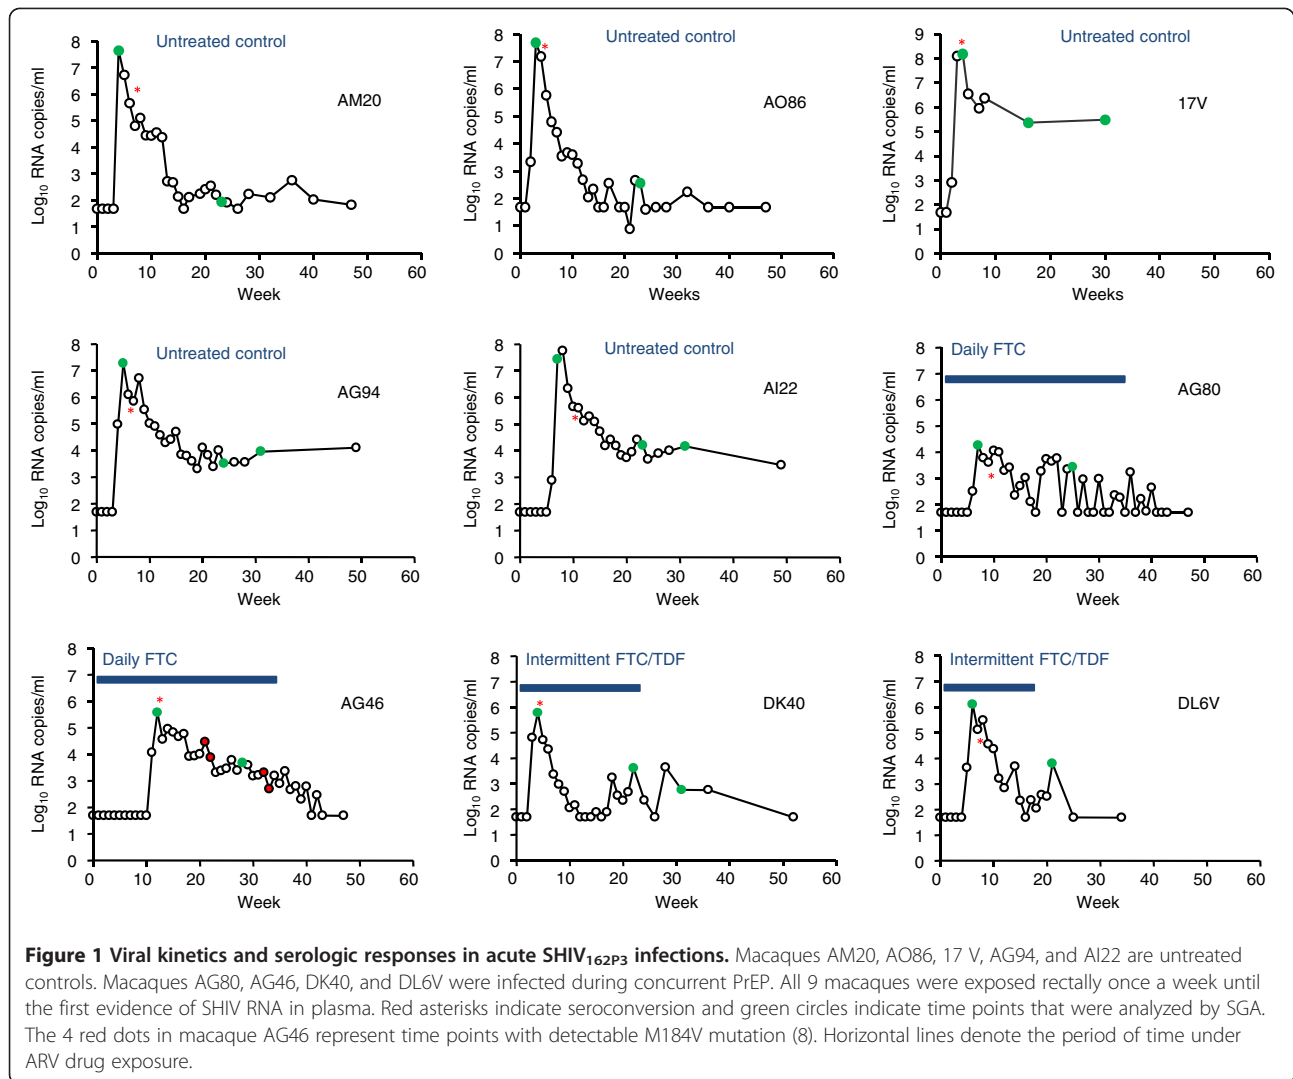 Untreated control
AM20
Log10 RNA copies/ml
8
7
6
5
4
3
2
1
0
0 10 20 30 40 50 60
Week
*
Untreated control
AO86
Log10 RNA copies/ml
8
7
6
5
4
3
2
1
0
0 10 20 30 40 50 60
Weeks
*
Untreated control
17V
Log10 RNA copies/ml
9
8
7
6
5
4
3
2
1
0
0 10 20 30 40 50 60
Weeks
*
Untreated control
AG94
Log10 RNA copies/ml
8
7
6
5
4
3
2
1
0
0 10 20 30 40 50 60
Week
*
Untreated control
AI22
Log10 RNA copies/ml
8
7
6
5
4
3
2
1
0
0 10 20 30 40 50 60
Week
*
Daily FTC
AG80
Log10 RNA copies/ml
8
7
6
5
4
3
2
1
0
0 10 20 30 40 50 60
Week
*
Daily FTC
AG46
Log10 RNA copies/ml
8
7
6
5
4
3
2
1
0
0 10 20 30 40 50 60
Week
*
Intermittent FTC/TDF
DK40
Log10 RNA copies/ml
8
7
6
5
4
3
2
1
0
0 10 20 30 40 50 60
Week
*
Intermittent FTC/TDF
DL6V
Log10 RNA copies/ml
8
7
6
5
4
3
2
1
0
0 10 20 30 40 50 60
Week
*
Figure 1 Viral kinetics and serologic responses in acute SHIV162P3 infections. Macaques AM20, AO86, 17 V, AG94, and AI22 are untreated
controls. Macaques AG80, AG46, DK40, and DL6V were infected during concurrent PrEP. All 9 macaques were exposed rectally once a week until
the first evidence of SHIV RNA in plasma. Red asterisks indicate seroconversion and green circles indicate time points that were analyzed by SGA.
The 4 red dots in macaque AG46 represent time points with detectable M184V mutation (8). Horizontal lines denote the period of time under
ARV drug exposure.